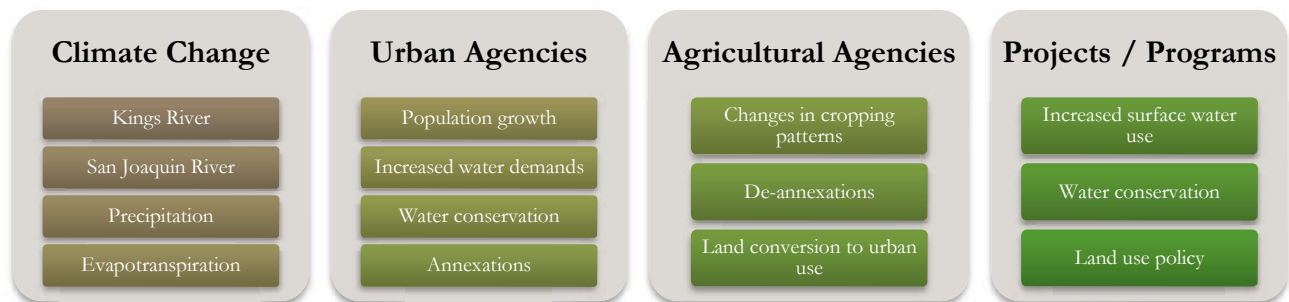 Climate Change
Kings River
San Joaquin River
Precipitation
Evapotranspiration
Urban Agencies
Population growth
Increased water demands
Water conservation
Annexations
Agricultural Agencies
Changes in cropping
patterns
De-annexations
Land conversion to urban
use
Projects / Programs
Increased surface water
use
Water conservation
Land use policy